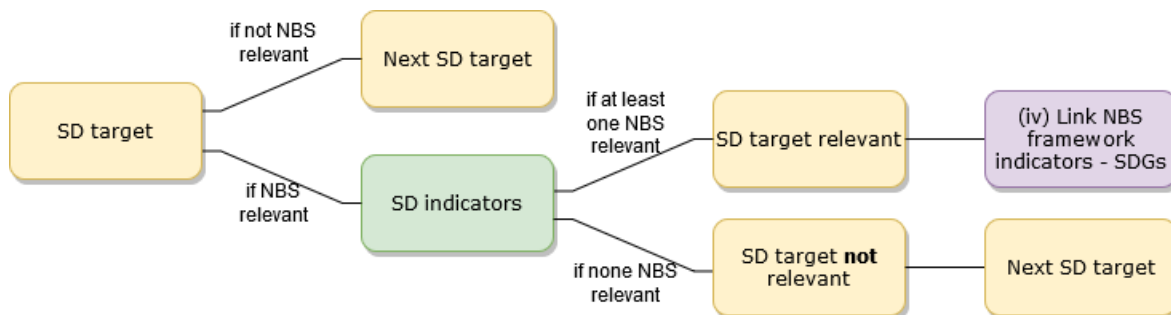 if not NBS
relevant
Next SD target
SD target
if at least
one NBS
relevant
SD target relevant
(iv) Link NBS
framework
indicators - SDGs
if NBS
relevant
SD indicators
if none NBS
relevant
SD target not
relevant
Next SD target